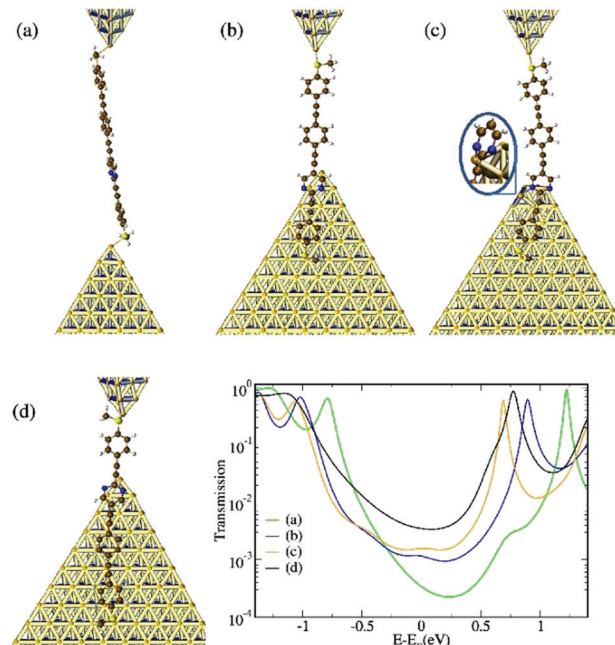 (a)
(b)
(c)
(d)
Transmission
10⁰
10⁻¹
10⁻²
10⁻³
10⁻⁴
(a)
(b)
(c)
(d)
-1
-0.5
0
0.5
1